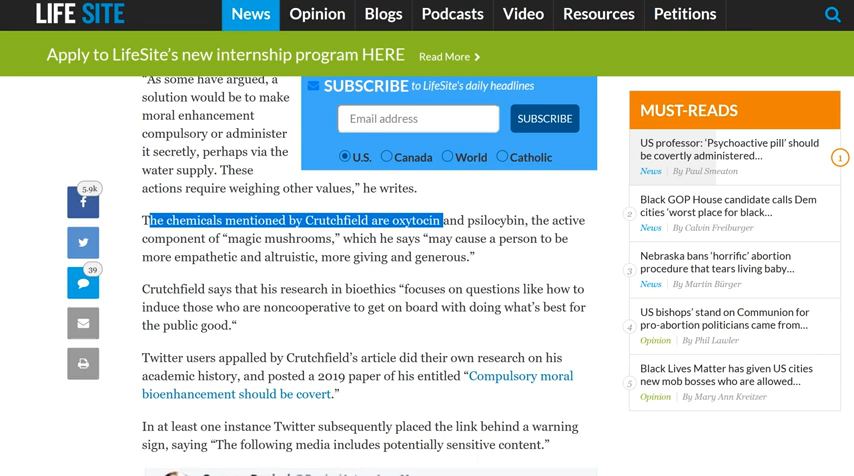 LIFE SITE
News Opinion Blogs Podcasts Video Resources Petitions
Apply to LifeSite's new internship program HERE Read More
"As some have argued, a
solution would be to make
moral enhancement
compulsory or administer
it secretly, perhaps via the
water supply. These
actions require weighing other values," he writes.
SUBSCRIBE to LifeSite's daily headlines
Email address SUBSCRIBE
U.S. Canada World Catholic
5.9k
39
The chemicals mentioned by Crutchfield are oxytocin and psilocybin, the active
component of "magic mushrooms," which he says "may cause a person to be
more empathetic and altruistic, more giving and generous."
Crutchfield says that his research in bioethics "focuses on questions like how to
induce those who are noncooperative to get on board with doing what's best for
the public good."
Twitter users appalled by Crutchfield's article did their own research on his
academic history, and posted a 2019 paper of his entitled "Compulsory moral
bioenhancement should be covert."
In at least one instance Twitter subsequently placed the link behind a warning
sign, saying "The following media includes potentially sensitive content."
MUST-READS
US professor: 'Psychoactive pill' should
be covertly administered...
News | By Paul Smeaton
1
Black GOP House candidate calls Dem
cities 'worst place for black...
News | By Calvin Freiburger
2
Nebraska bans 'horrific' abortion
procedure that tears living baby...
News | By Martin Bürger
3
US bishops' stand on Communion for
pro-abortion politicians came from...
Opinion | By Phil Lawler
4
Black Lives Matter has given US cities
new mob bosses who are allowed...
Opinion | By Mary Ann Kreitzer
5